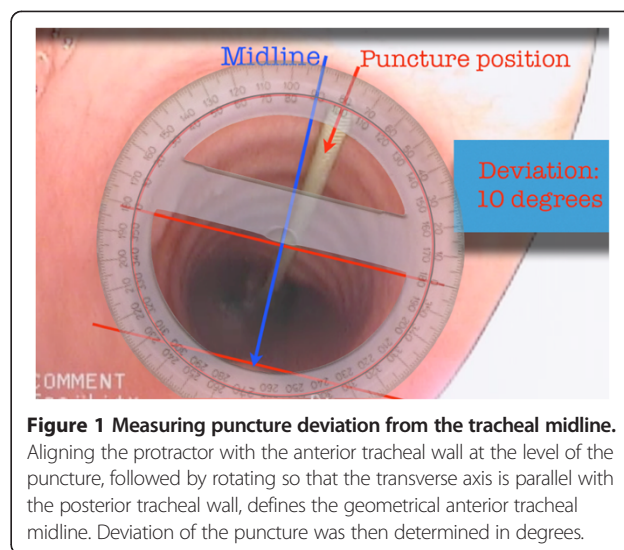 Midline
Puncture position
Deviation:
10 degrees
COMMENT
Figure 1 Measuring puncture deviation from the tracheal midline.
Aligning the protractor with the anterior tracheal wall at the level of the
puncture, followed by rotating so that the transverse axis is parallel with
the posterior tracheal wall, defines the geometrical anterior tracheal
midline. Deviation of the puncture was then determined in degrees.